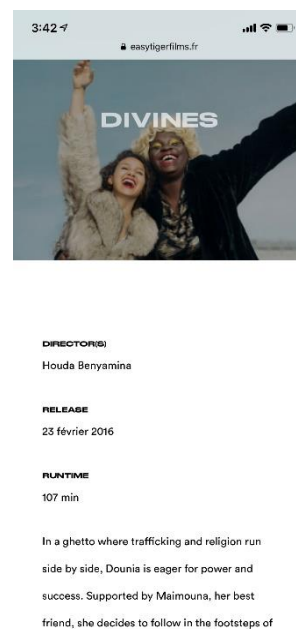 3:42
easytigerfilms.fr
DIVINES
DIRECTOR(S)
Houda Benyamina
RELEASE
23 février 2016
RUNTIME
107 min
In a ghetto where trafficking and religion run
side by side, Dounia is eager for power and
success. Supported by Maimouna, her best
friend, she decides to follow in the footsteps of